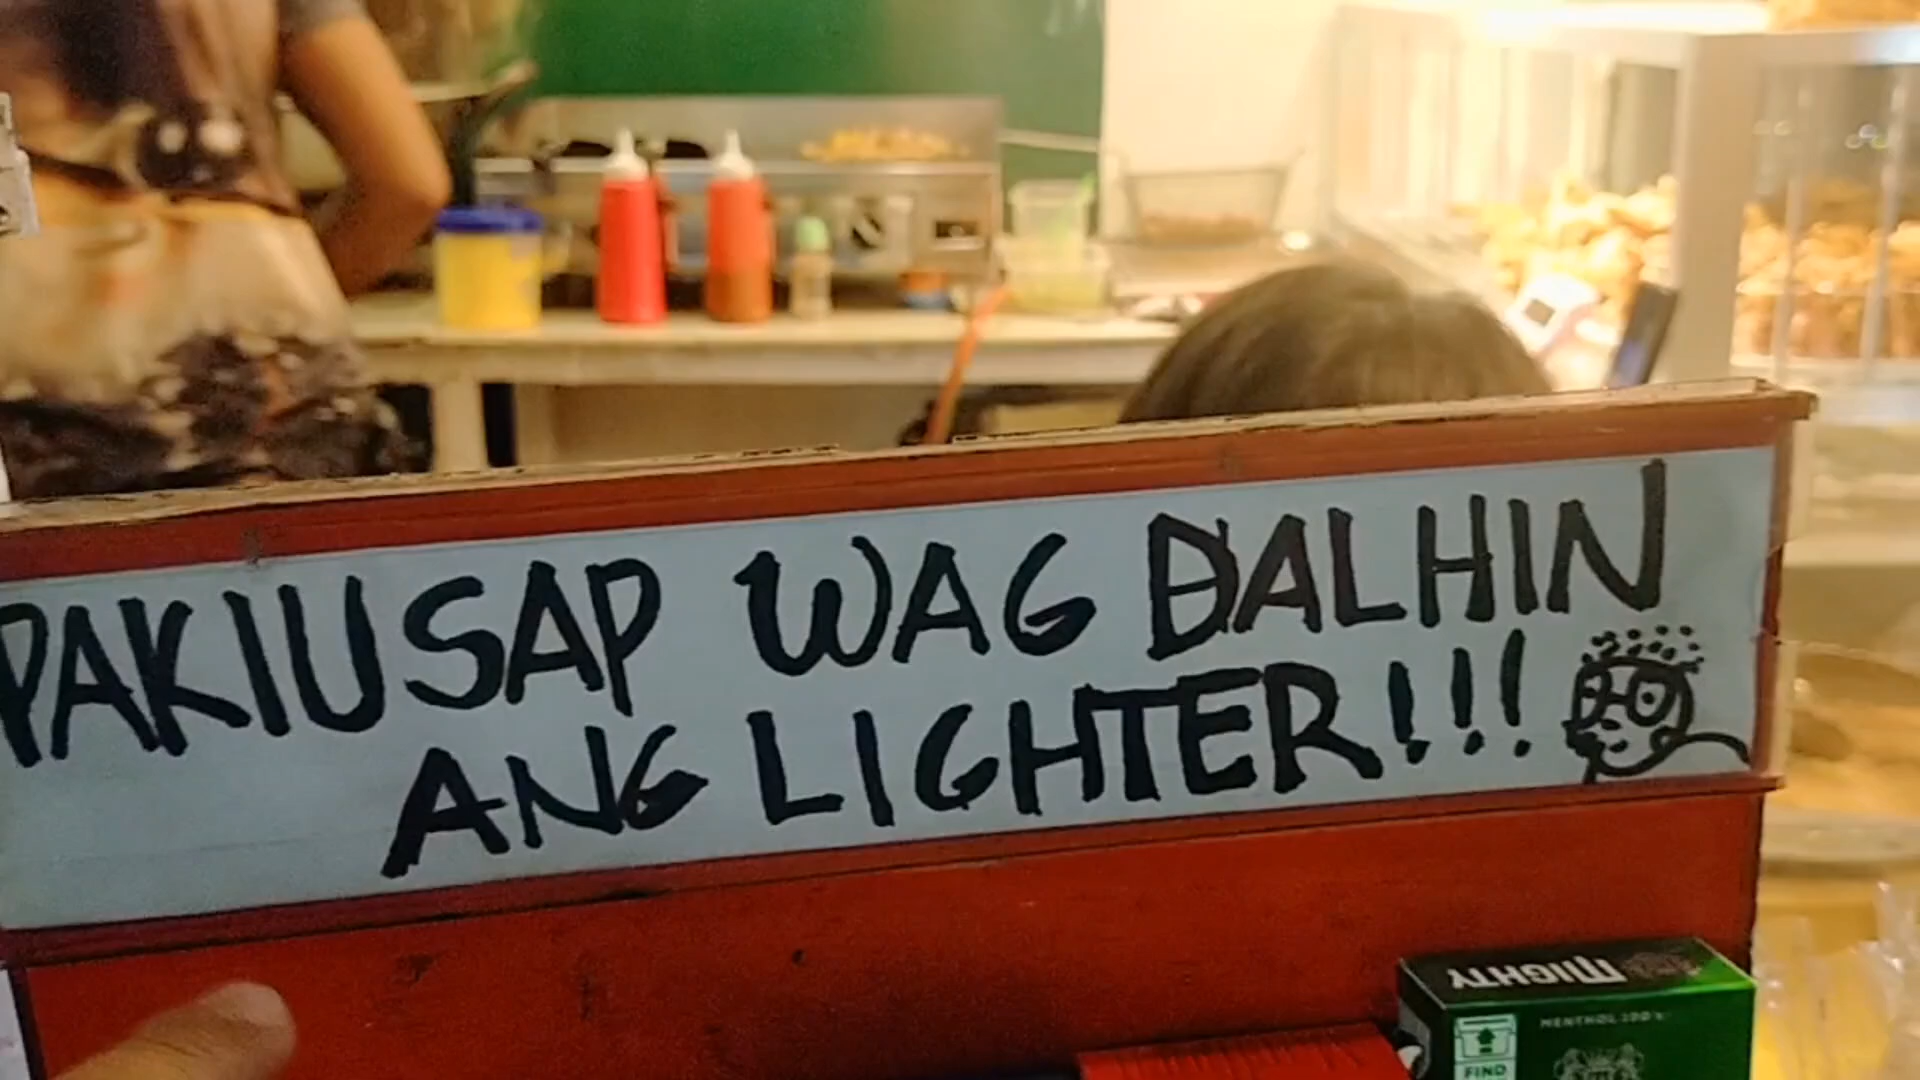 PAKIUSAP WAG DALHIN
ANG LIGHTER!!!
MIGHTY
MENTHOL 100's
FIND